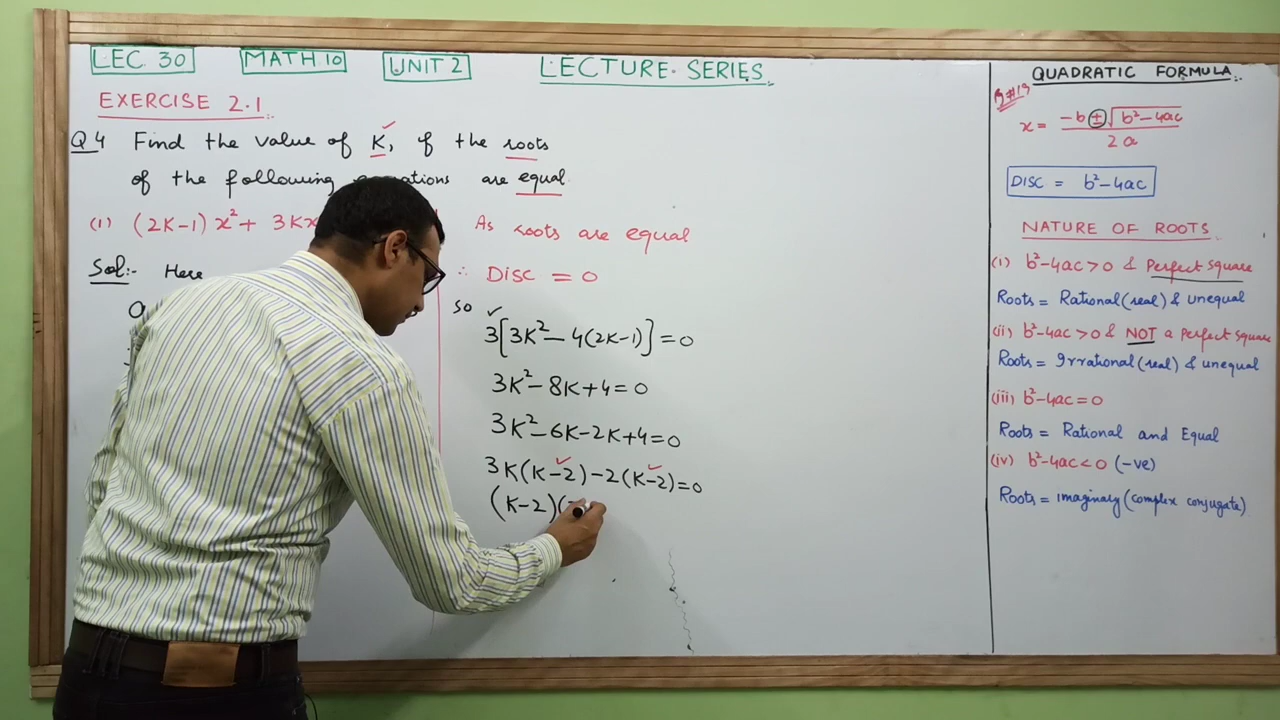 LEC 30 MATH 10 UNIT 2 LECTURE SERIES
EXERCISE 2.1
Q4 Find the value of K, if the roots
of the following equations are equal.
(i) (2K-1)x² + 3Kx
Sol:- Here
As roots are equal
∴ DISC = 0
So
3[3K² - 4(2K-1)] = 0
3K² - 8K + 4 = 0
3K² - 6K - 2K + 4 = 0
3K(K-2) - 2(K-2) = 0
(K-2)(
QUADRATIC FORMULA
x = (-b ± √(b²-4ac)) / 2a
DISC = b²-4ac
NATURE OF ROOTS
(i) b²-4ac > 0 & Perfect square
Roots = Rational (real) & unequal
(ii) b²-4ac > 0 & NOT a perfect square
Roots = Irrational (real) & unequal
(iii) b²-4ac = 0
Roots = Rational and Equal
(iv) b²-4ac < 0 (-ve)
Roots = imaginary (complex conjugate)